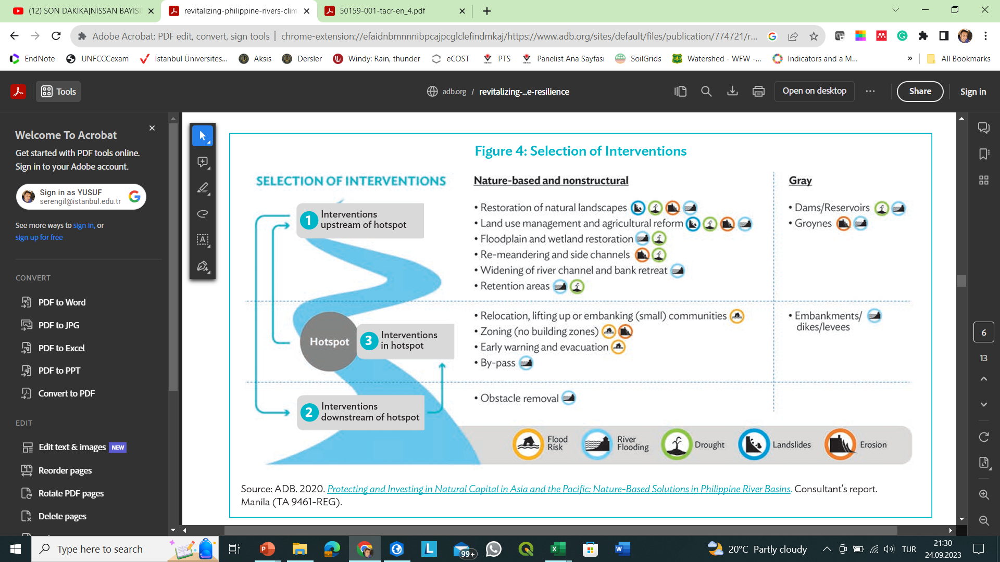 (12) SON DAKİKA|NİSSAN BAYİSİ
revitalizing-philippine-rivers-clim
50159-001-tacr-en_4.pdf
Adobe Acrobat: PDF edit, convert, sign tools
chrome-extension://efaidnbmnnnibpcajpcglclefindmkaj/https://www.adb.org/sites/default/files/publication/774721/r...
EndNote
UNFCCCexam
İstanbul Üniversites...
Aksis
Dersler
Windy: Rain, thunder
eCOST
PTS
Panelist Ana Sayfası
SoilGrids
Watershed - WFW -...
Indicators and a M...
»
All Bookmarks
Tools
adb.org / revitalizing-...e-resilience
Open on desktop
Share
Sign in
Welcome To Acrobat
Get started with PDF tools online.
Sign in to your Adobe account.
Sign in as YUSUF
serengil@istanbul.edu.tr
See more ways to sign in, or
sign up for free
CONVERT
PDF to Word
PDF to JPG
PDF to Excel
PDF to PPT
Convert to PDF
EDIT
Edit text & images NEW
Reorder pages
Rotate PDF pages
Delete pages
Figure 4: Selection of Interventions
SELECTION OF INTERVENTIONS
1 Interventions
upstream of hotspot
Hotspot
3 Interventions
in hotspot
2 Interventions
downstream of hotspot
Nature-based and nonstructural
• Restoration of natural landscapes
• Land use management and agricultural reform
• Floodplain and wetland restoration
• Re-meandering and side channels
• Widening of river channel and bank retreat
• Retention areas
• Relocation, lifting up or embanking (small) communities
• Zoning (no building zones)
• Early warning and evacuation
• By-pass
• Obstacle removal
Gray
• Dams/Reservoirs
• Groynes
• Embankments/
dikes/levees
Flood
Risk
River
Flooding
Drought
Landslides
Erosion
Source: ADB. 2020. Protecting and Investing in Natural Capital in Asia and the Pacific: Nature-Based Solutions in Philippine River Basins. Consultant's report.
Manila (TA 9461-REG).
6
13
Type here to search
99+
20°C Partly cloudy
TUR
21:30
24.09.2023